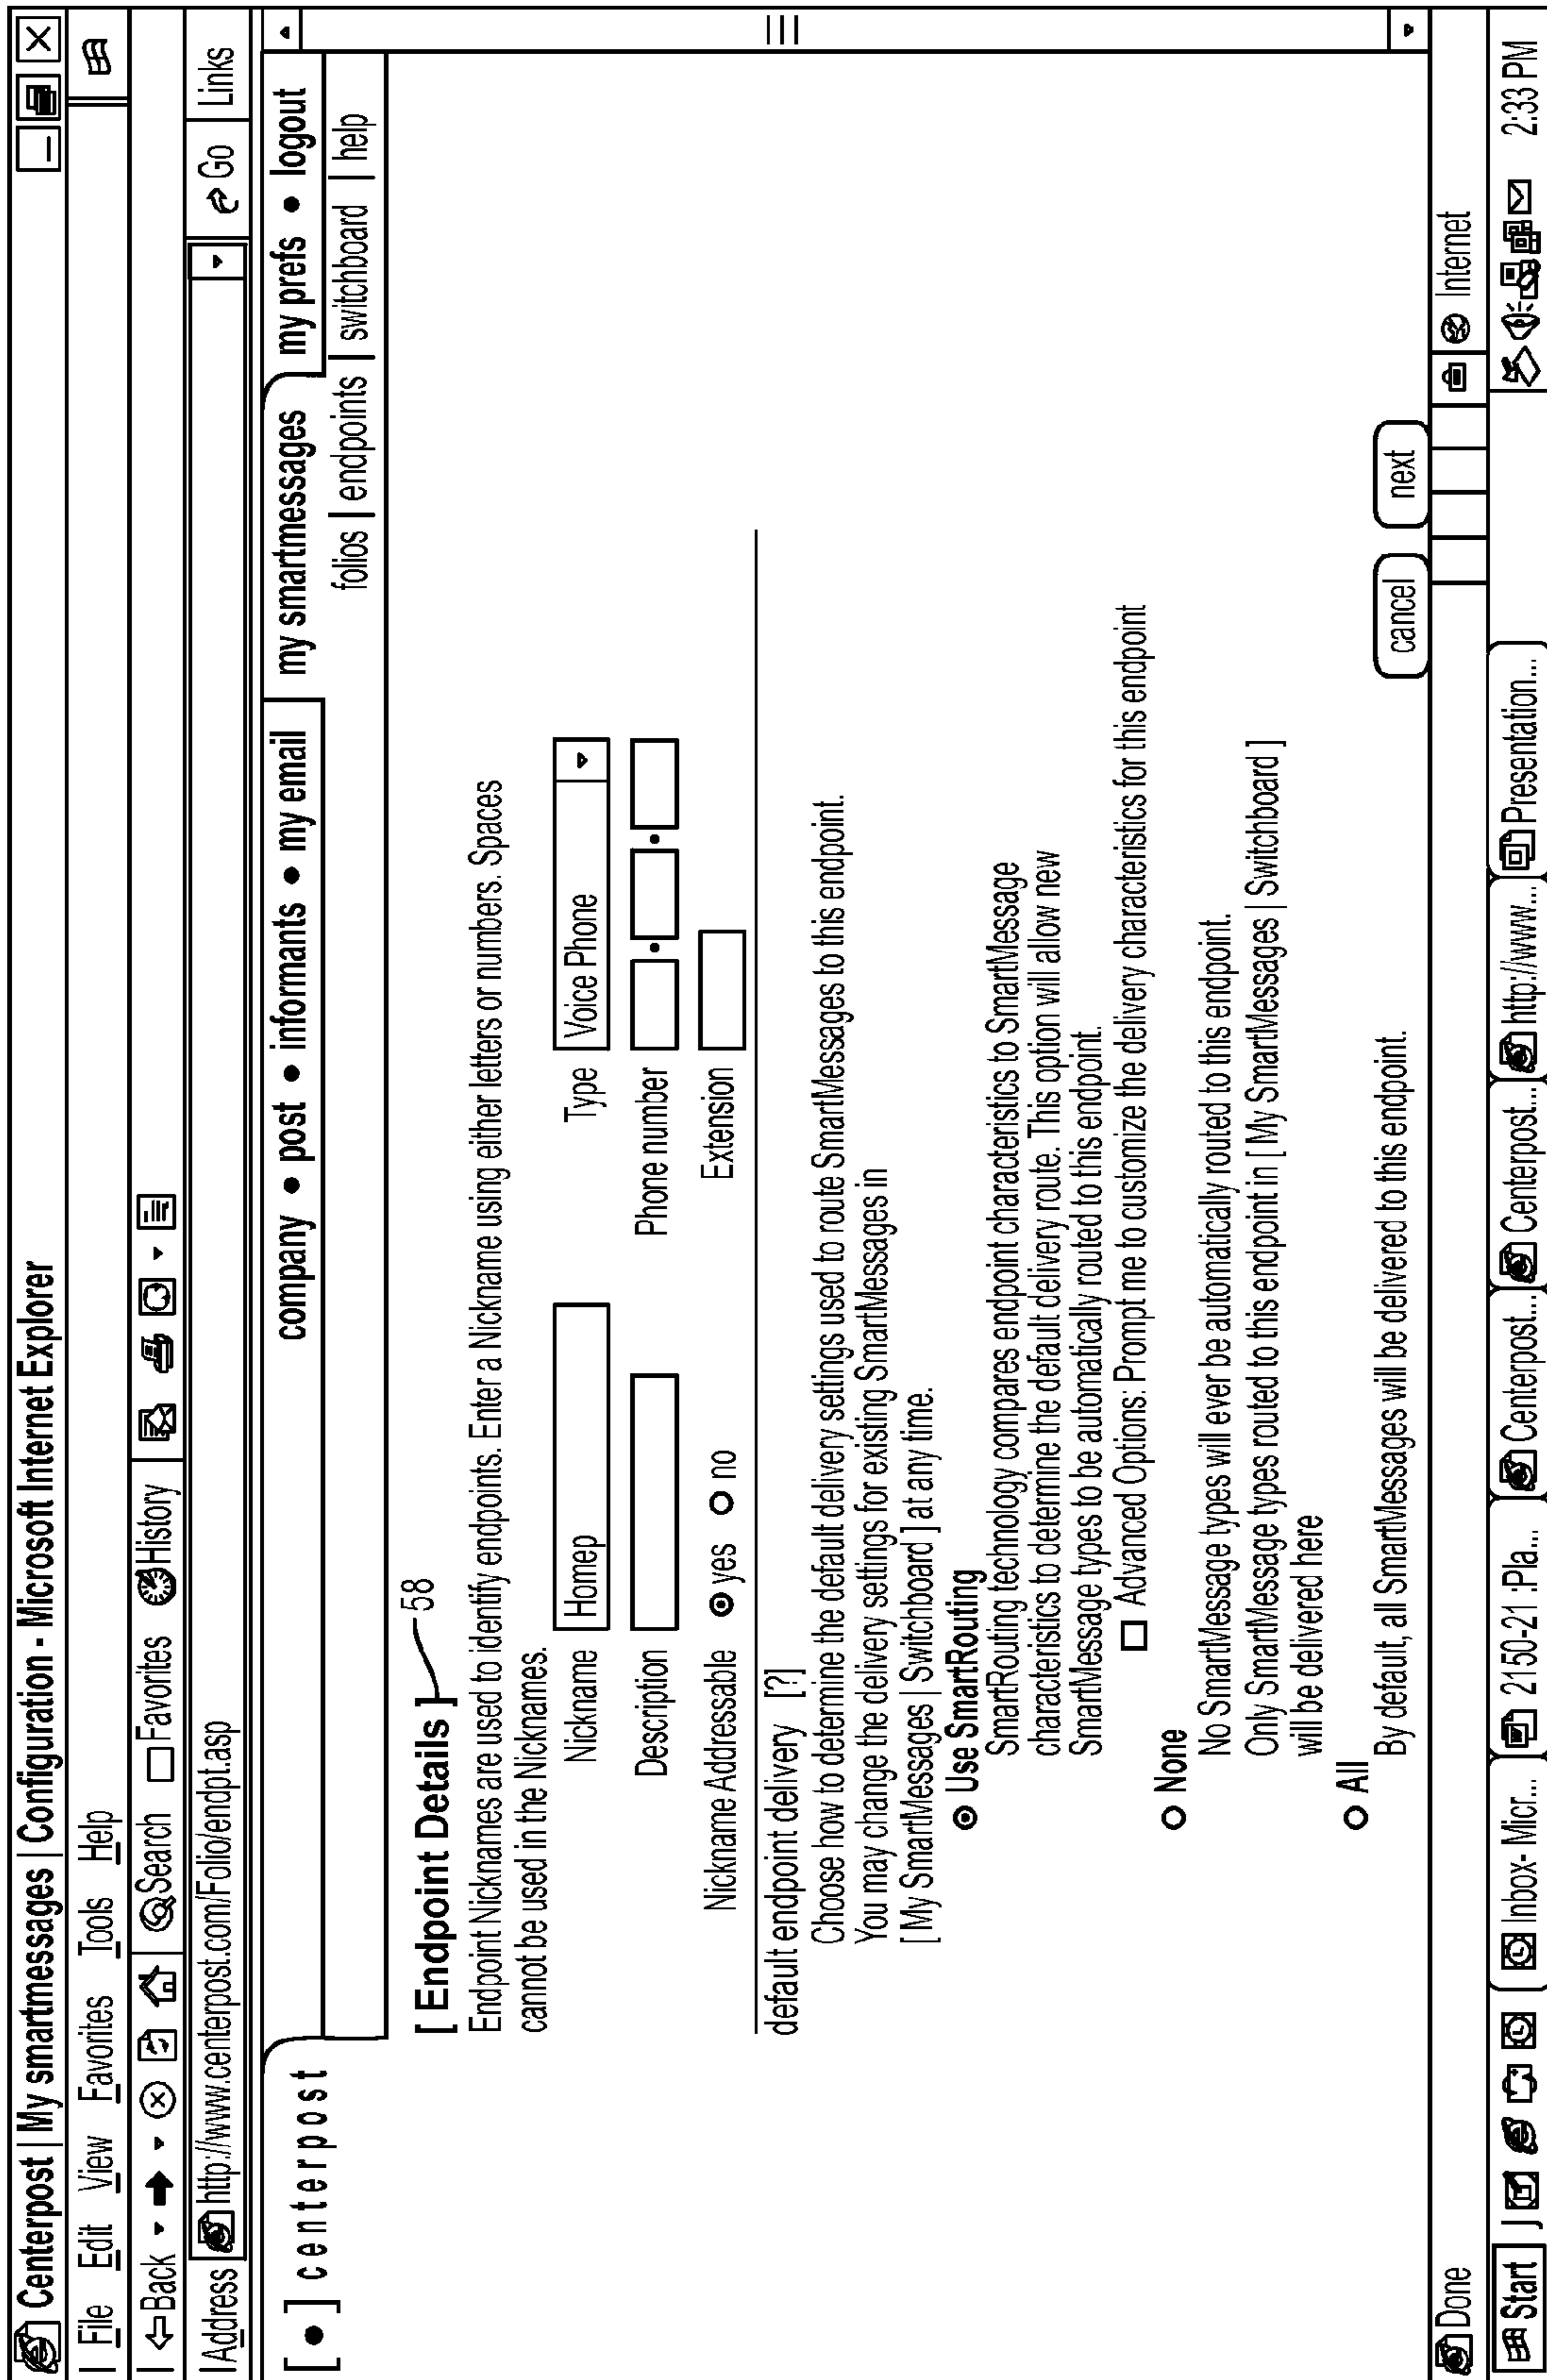 Centerpost | My smartmessages | Configuration - Microsoft Internet Explorer
File Edit View Favorites Tools Help
Back Search Favorites History
Address http://www.centerpost.com/Folio/endpt.asp Go Links
[ • ] centerpost
company • post • informants • my email my smartmessages my prefs • logout
folios | endpoints | switchboard | help
[ Endpoint Details ] 58
Endpoint Nicknames are used to identify endpoints. Enter a Nickname using either letters or numbers. Spaces
cannot be used in the Nicknames.
Nickname Homep Type Voice Phone
Description Phone number
Nickname Addressable yes no Extension
default endpoint delivery [?]
Choose how to determine the default delivery settings used to route SmartMessages to this endpoint.
You may change the delivery settings for existing SmartMessages in
[ My SmartMessages | Switchboard ] at any time.
Use SmartRouting
SmartRouting technology compares endpoint characteristics to SmartMessage
characteristics to determine the default delivery route. This option will allow new
SmartMessage types to be automatically routed to this endpoint.
Advanced Options: Prompt me to customize the delivery characteristics for this endpoint
None
No SmartMessage types will ever be automatically routed to this endpoint.
Only SmartMessage types routed to this endpoint in [ My SmartMessages | Switchboard ]
will be delivered here
All
By default, all SmartMessages will be delivered to this endpoint.
cancel next
Done Internet
Start Inbox- Micr... 2150-21 :Pla... Centerpost... Centerpost... http://www... Presentation... 2:33 PM